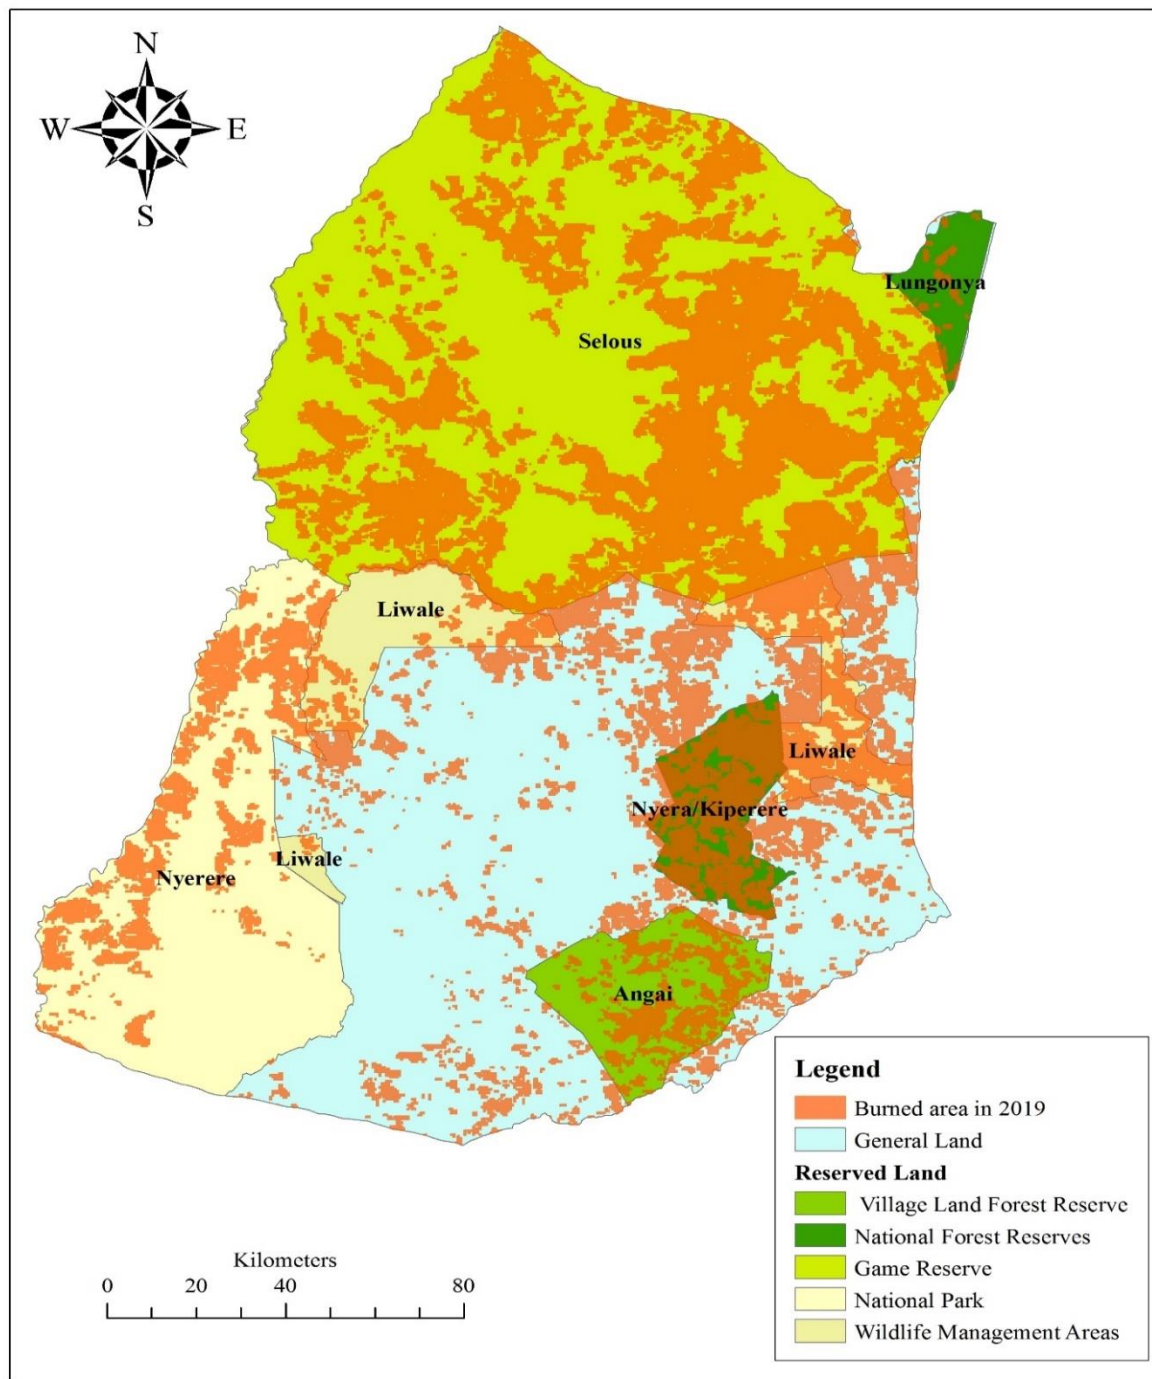 N
W
E
S
Lungonya
Selous
Liwale
Liwale
Nyera/Kiperere
Liwale
Nyerere
Angai
Legend
Burned area in 2019
General Land
Reserved Land
Village Land Forest Reserve
National Forest Reserves
Game Reserve
National Park
Wildlife Management Areas
Kilometers
0 20 40 80